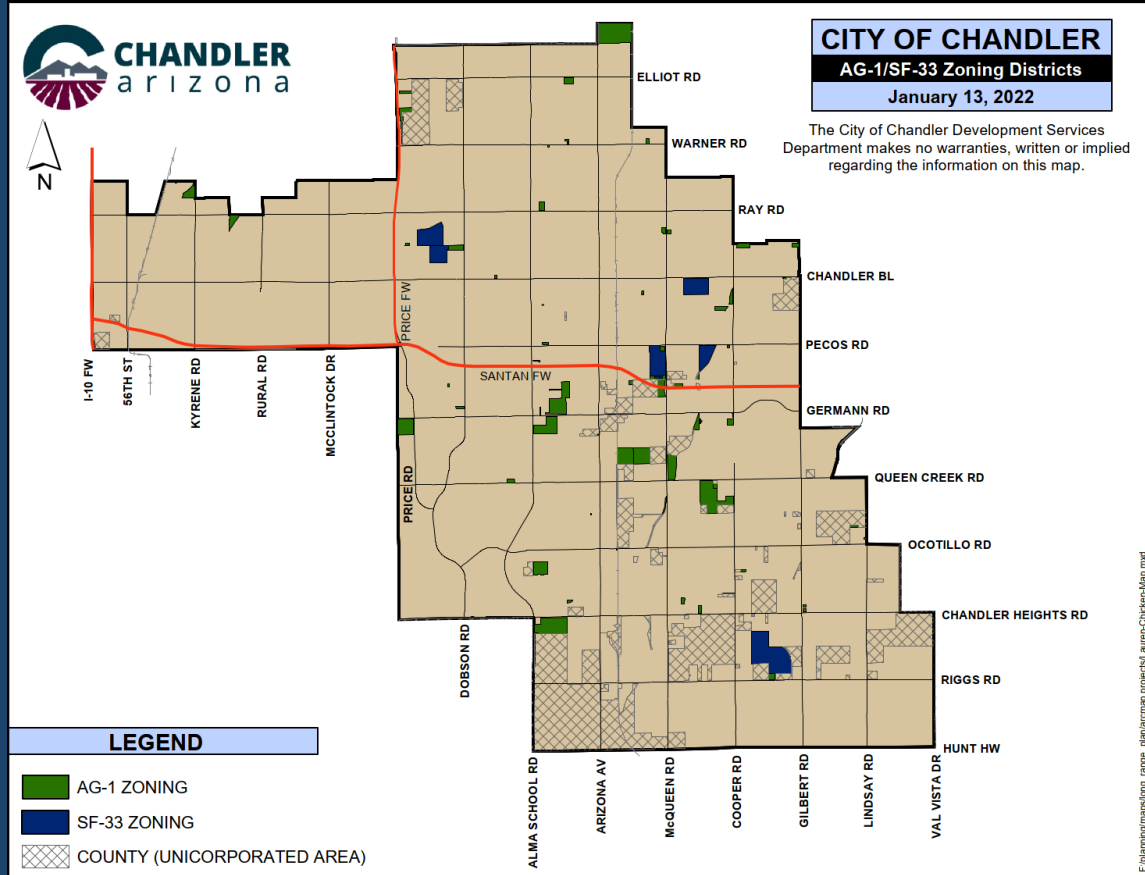 CHANDLER
arizona
CITY OF CHANDLER
AG-1/SF-33 Zoning Districts
January 13, 2022
The City of Chandler Development Services
Department makes no warranties, written or implied
regarding the information on this map.
N
ELLIOT RD
WARNER RD
RAY RD
CHANDLER BL
PECOS RD
GERMANN RD
QUEEN CREEK RD
OCOTILLO RD
CHANDLER HEIGHTS RD
RIGGS RD
HUNT HW
PRICE FW
SANTAN FW
I-10 FW
56TH ST
KYRENE RD
RURAL RD
MCCLINTOCK DR
PRICE RD
DOBSON RD
ALMA SCHOOL RD
ARIZONA AV
McQUEEN RD
COOPER RD
GILBERT RD
LINDSAY RD
VAL VISTA DR
LEGEND
AG-1 ZONING
SF-33 ZONING
COUNTY (UNICORPORATED AREA)